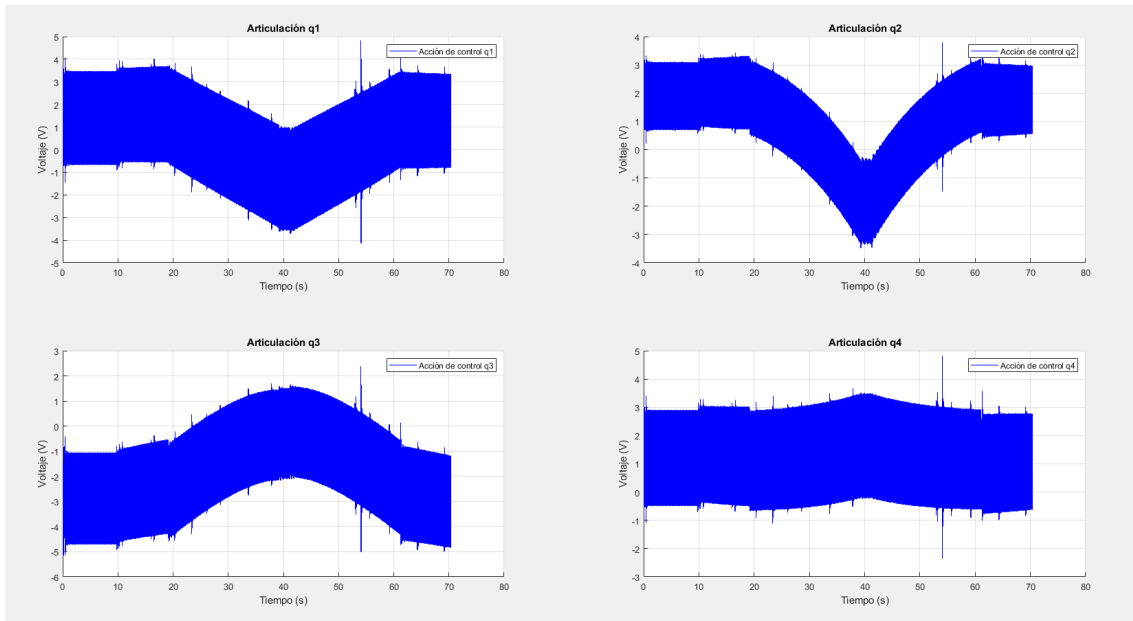 Articulación q1
Acción de control q1
Voltaje (V)
5
4
3
2
1
0
-1
-2
-3
-4
-5
0 10 20 30 40 50 60 70 80
Tiempo (s)
Articulación q2
Acción de control q2
Voltaje (V)
4
3
2
1
0
-1
-2
-3
-4
0 10 20 30 40 50 60 70 80
Tiempo (s)
Articulación q3
Acción de control q3
Voltaje (V)
3
2
1
0
-1
-2
-3
-4
-5
-6
0 10 20 30 40 50 60 70 80
Tiempo (s)
Articulación q4
Acción de control q4
Voltaje (V)
5
4
3
2
1
0
-1
-2
-3
0 10 20 30 40 50 60 70 80
Tiempo (s)